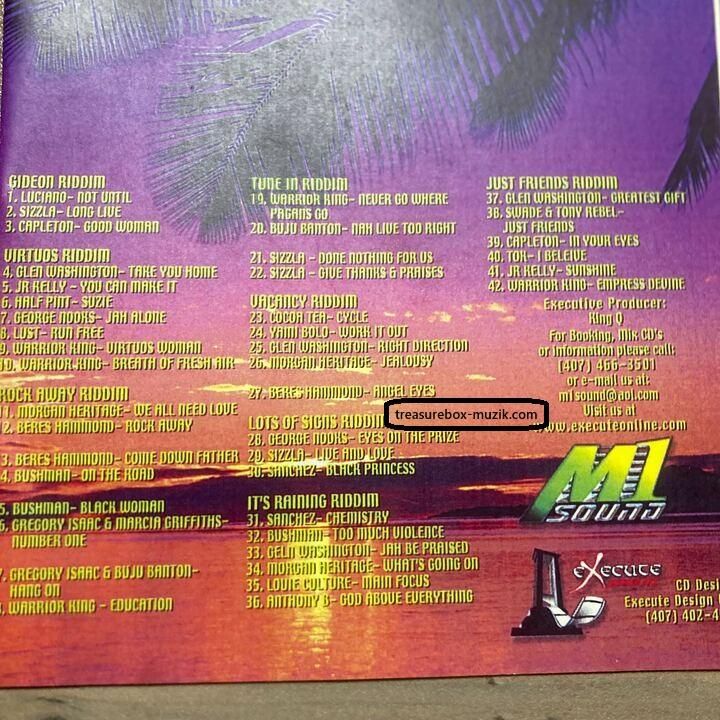 GIDEON RIDDIM
1. LUCIANO- NOT UNTIL
2. SIZZLA- LONG LIVE
3. CAPLETON- GOOD WOMAN
VIRTUOS RIDDIM
4. GLEN WASHINGTON- TAKE YOU HOME
5. JR KELLY- YOU CAN MAKE IT
6. HALF PINT- SUZIE
7. GEORGE NOOKS- JAH ALONE
8. LUST- RUN FREE
9. WARRIOR KING- VIRTUOS WOMAN
10. WARRIOR KING- BREATH OF FRESH AIR
ROCK AWAY RIDDIM
11. MORGAN HERITAGE- WE ALL NEED LOVE
2. BERES HAMMOND- ROCK AWAY
3. BERES HAMMOND- COME DOWN FATHER
4. BUSHMAN- ON THE ROAD
5. BUSHMAN- BLACK WOMAN
6. GREGORY ISAAC & MARCIA GRIFFITHS-
NUMBER ONE
7. GREGORY ISAAC & BUJU BANTON-
HANG ON
WARRIOR KING - EDUCATION
TUNE IN RIDDIM
19. WARRIOR KING- NEVER GO WHERE
PAGANS GO
20. BUJU BANTON- NAH LIVE TOO RIGHT
21. SIZZLA - DONE NOTHING FOR US
22. SIZZLA - GIVE THANKS & PRAISES
VACANCY RIDDIM
23. COCOA TEA- CYCLE
24. YAMI BOLO- WORK IT OUT
25. GLEN WASHINGTON- RIGHT DIRECTION
26. MORGAN HERITAGE- JEALOUSY
27. BERES HAMMOND- ANGEL EYES
LOTS OF SIGNS RIDDIM
28. GEORGE NOOKS- EYES ON THE PRIZE
29. SIZZLA- LIVE AND LOVE
30. SANCHEZ- BLACK PRINCESS
IT'S RAINING RIDDIM
31. SANCHEZ- CHEMISTRY
32. BUSHMAN- TOO MUCH VIOLENCE
33. GELN WASHINGTON- JAH BE PRAISED
34. MORGAN HERITAGE- WHAT'S GOING ON
35. LOUIE CULTURE- MAIN FOCUS
36. ANTHONY B- GOD ABOVE EVERYTHING
JUST FRIENDS RIDDIM
37. GLEN WASHINGTON- GREATEST GIFT
38. SWADE & TONY REBEL-
JUST FRIENDS
39. CAPLETON- IN YOUR EYES
40. TOK- I BELEIVE
41. JR KELLY- SUNSHINE
42. WARRIOR KING- EMPRESS DEVINE
Executive Producer:
King Q
For Booking, Mix CD's
or information please call:
(407) 456-3501
or e-mail us at:
m1sound@aol.com
Visit us at
www.executeonline.com
treasurebox-muzik.com
M1
SOUND
eXecute
CD Desi
Execute Design
(407) 402-4